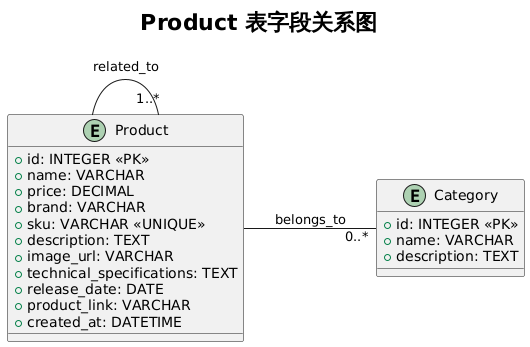 Product 表字段关系图
related_to
1..*
E Product
id: INTEGER «PK»
name: VARCHAR
price: DECIMAL
brand: VARCHAR
sku: VARCHAR «UNIQUE»
description: TEXT
image_url: VARCHAR
technical_specifications: TEXT
release_date: DATE
product_link: VARCHAR
created_at: DATETIME
belongs_to
0..*
E Category
id: INTEGER «PK»
name: VARCHAR
description: TEXT